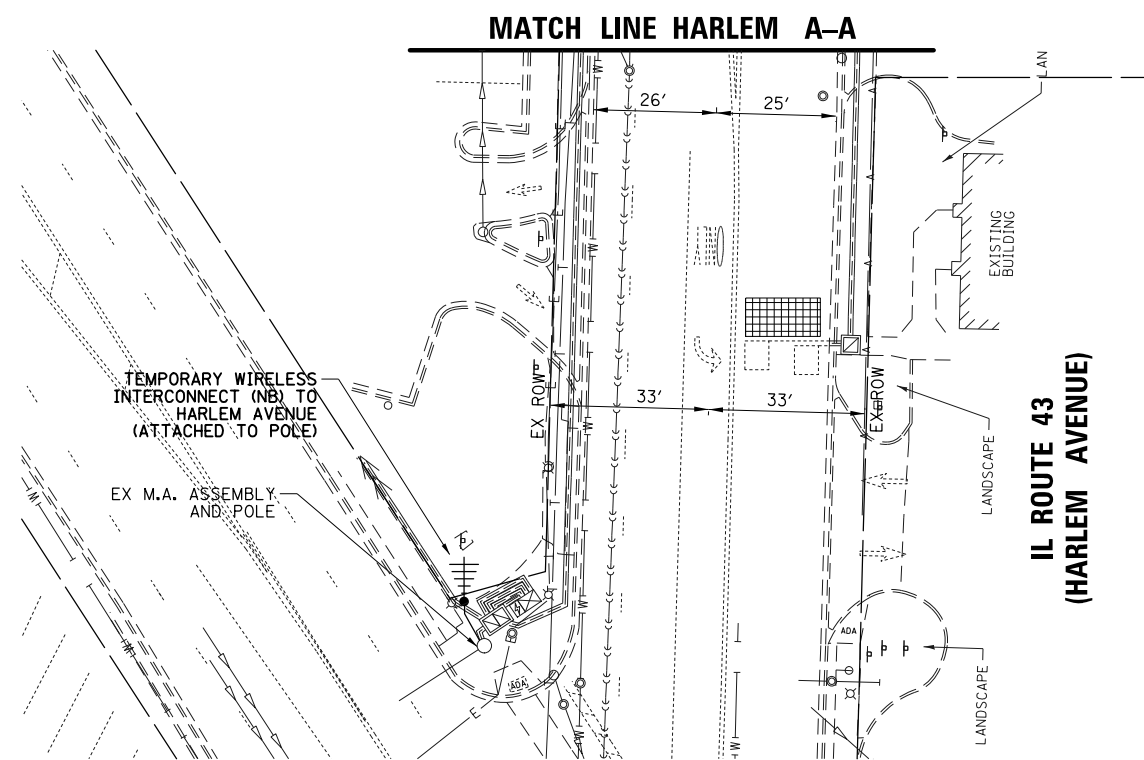 MATCH LINE HARLEM A–A
LAN
26'
25'
EXISTING
BUILDING
TEMPORARY WIRELESS
INTERCONNECT (NB) TO
HARLEM AVENUE
(ATTACHED TO POLE)
EX ROW
33'
33'
EX ROW
LANDSCAPE
IL ROUTE 43
(HARLEM AVENUE)
EX M.A. ASSEMBLY
AND POLE
ADA
ADA
LANDSCAPE
W
W
W
W
W
W
W
W
E
E
E
E
T
T
A
A
A
A